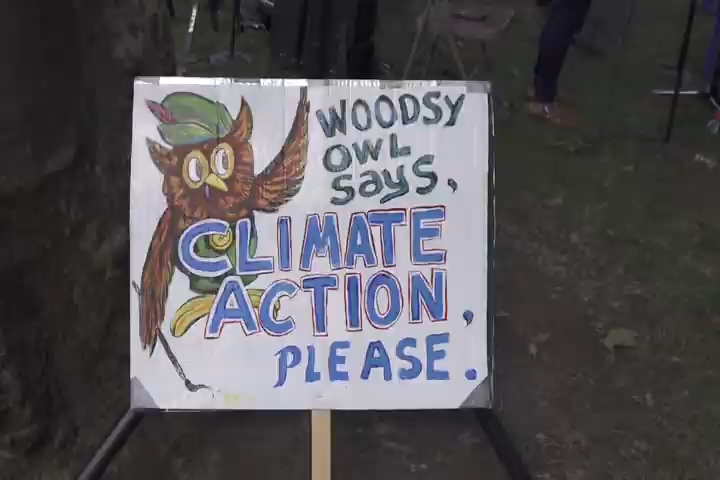 WOODSY
OWL
SAYS,
CLIMATE
ACTION,
PLEASE.